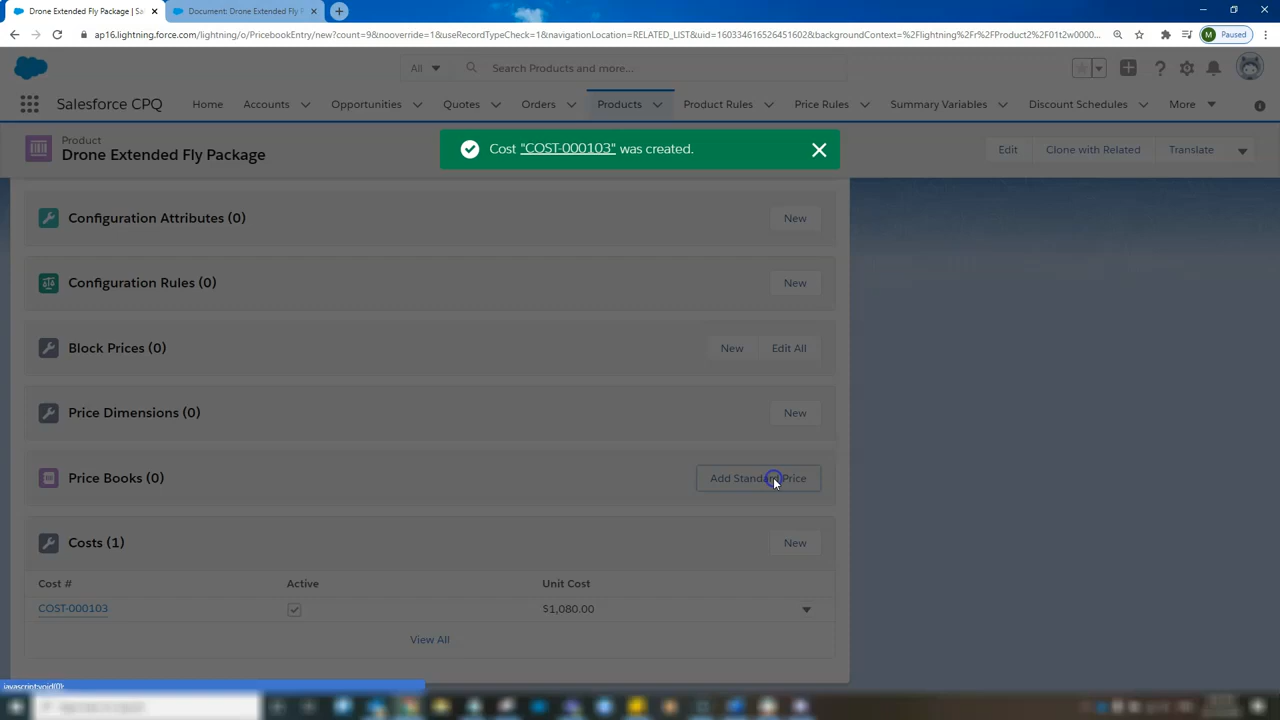 Drone Extended Fly Package | Sal
Document: Drone Extended Fly P
ap16.lightning.force.com/lightning/o/PricebookEntry/new?count=9&nooverride=1&useRecordTypeCheck=1&navigationLocation=RELATED_LIST&uid=160334616526451602&backgroundContext=%2Flightning%2Fr%2FProduct2%2F01t2w0000...
M Paused
All Search Products and more...
Salesforce CPQ Home Accounts Opportunities Quotes Orders Products Product Rules Price Rules Summary Variables Discount Schedules More
Product
Drone Extended Fly Package
Cost "COST-000103" was created.
Edit Clone with Related Translate
Configuration Attributes (0) New
Configuration Rules (0) New
Block Prices (0) New Edit All
Price Dimensions (0) New
Price Books (0) Add Standard Price
Costs (1) New
Cost # Active Unit Cost
COST-000103 $1,080.00
View All
javascript:void(0);